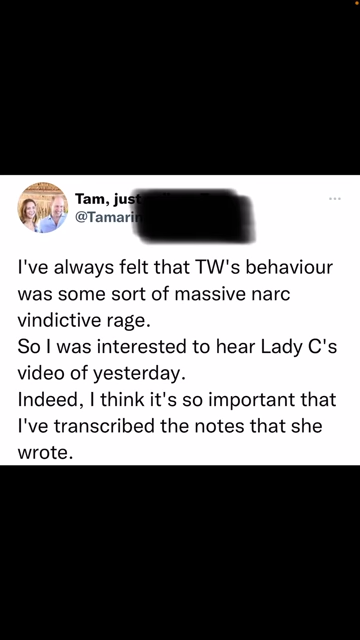 Tam, just
@Tamarin
I've always felt that TW's behaviour
was some sort of massive narc
vindictive rage.
So I was interested to hear Lady C's
video of yesterday.
Indeed, I think it's so important that
I've transcribed the notes that she
wrote.